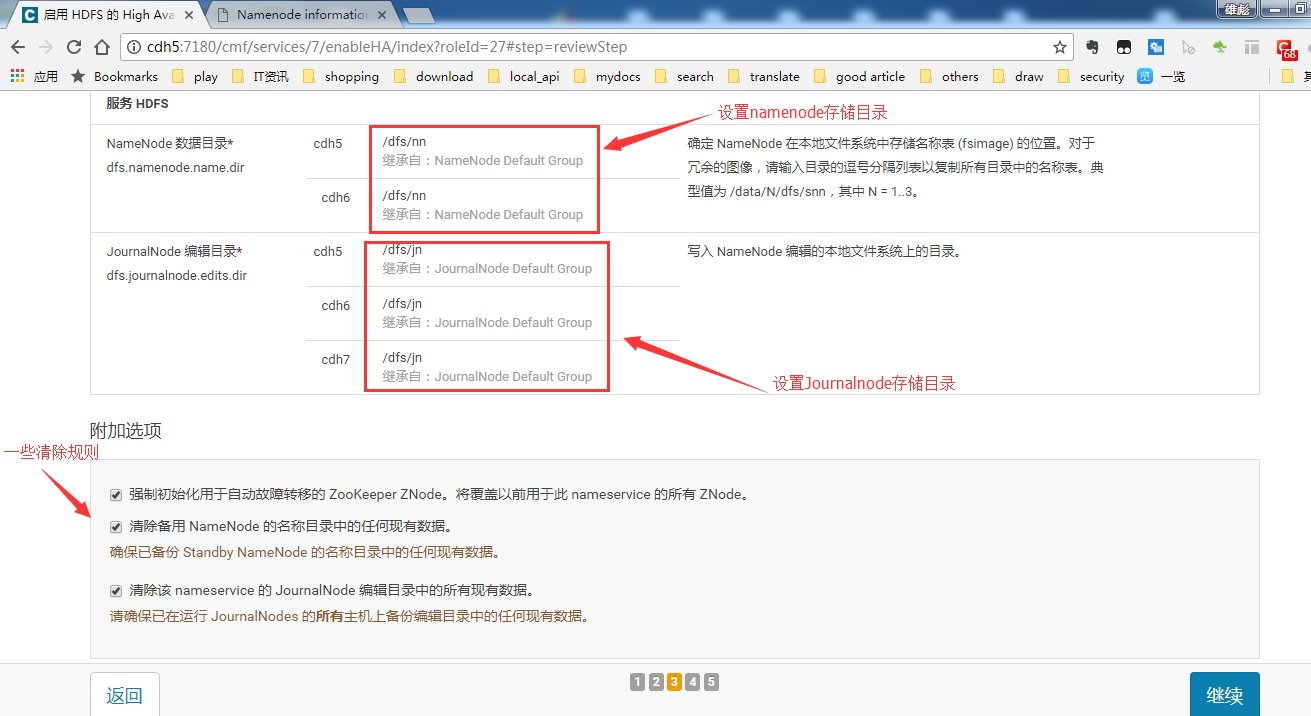 启用 HDFS 的 High Ava
Namenode information
雄彪
cdh5:7180/cmf/services/7/enableHA/index?roleId=27#step=reviewStep
68
应用 Bookmarks play IT资讯 shopping download local_api mydocs search translate good article others draw security 览 一览
服务 HDFS
设置namenode存储目录
NameNode 数据目录*
dfs.namenode.name.dir
cdh5
/dfs/nn
继承自：NameNode Default Group
cdh6
/dfs/nn
继承自：NameNode Default Group
确定 NameNode 在本地文件系统中存储名称表 (fsimage) 的位置。对于
冗余的图像，请输入目录的逗号分隔列表以复制所有目录中的名称表。典
型值为 /data/N/dfs/snn，其中 N = 1..3。
JournalNode 编辑目录*
dfs.journalnode.edits.dir
cdh5
/dfs/jn
继承自：JournalNode Default Group
cdh6
/dfs/jn
继承自：JournalNode Default Group
cdh7
/dfs/jn
继承自：JournalNode Default Group
写入 NameNode 编辑的本地文件系统上的目录。
设置Journalnode存储目录
附加选项
一些清除规则
强制初始化用于自动故障转移的 ZooKeeper ZNode。将覆盖以前用于此 nameservice 的所有 ZNode。
清除备用 NameNode 的名称目录中的任何现有数据。
确保已备份 Standby NameNode 的名称目录中的任何现有数据。
清除该 nameservice 的 JournalNode 编辑目录中的所有现有数据。
请确保已在运行 JournalNodes 的所有主机上备份编辑目录中的任何现有数据。
返回
1 2 3 4 5
继续